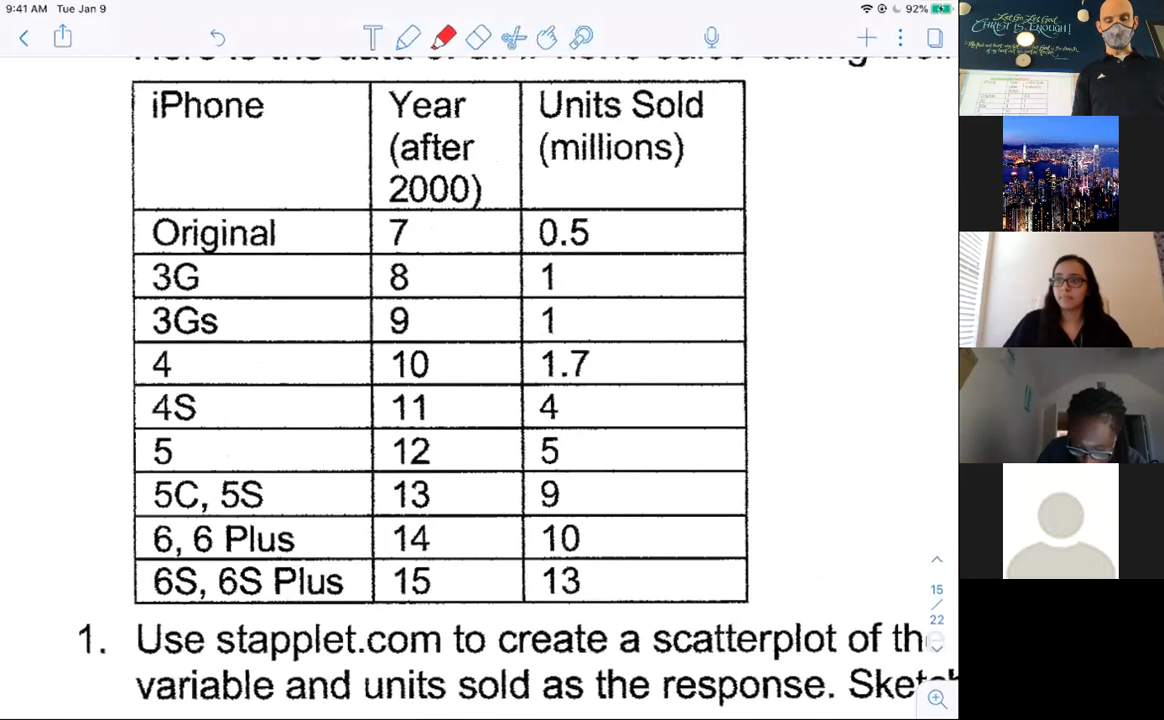 9:41 AM Tue Jan 9
92%
iPhone
Year (after 2000)
Units Sold (millions)
Original 7 0.5
3G 8 1
3Gs 9 1
4 10 1.7
4S 11 4
5 12 5
5C, 5S 13 9
6, 6 Plus 14 10
6S, 6S Plus 15 13
1. Use stapplet.com to create a scatterplot of the
variable and units sold as the response. Sketch
15
/
22
CHRIST IS ENOUGH!